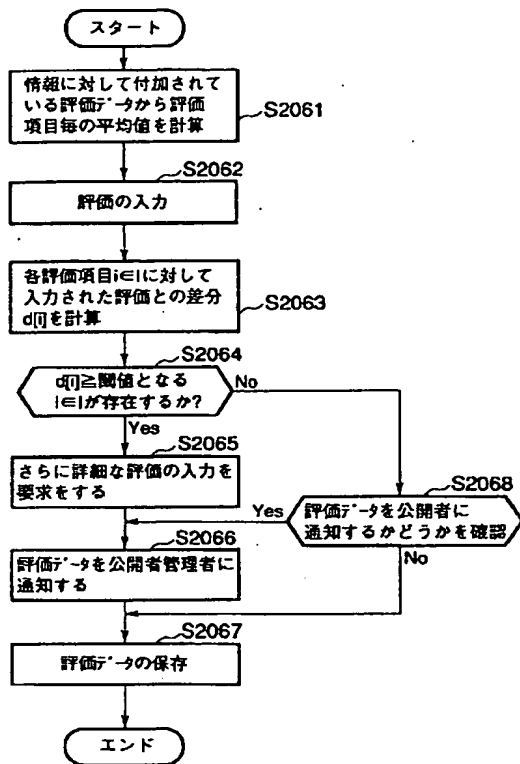 スタート
情報に対して付加されて
いる評価データから評価
項目毎の平均値を計算
S2061
S2062
評価の入力
各評価項目i∈Iに対して
入力された評価との差分
d[i]を計算
S2063
S2064
d[i]≧閾値となる
i∈Iが存在するか?
No
Yes
S2065
さらに詳細な評価の入力を
要求をする
S2068
Yes
評価データを公開者に
通知するかどうかを確認
No
S2066
評価データを公開者管理者に
通知する
S2067
評価データの保存
エンド